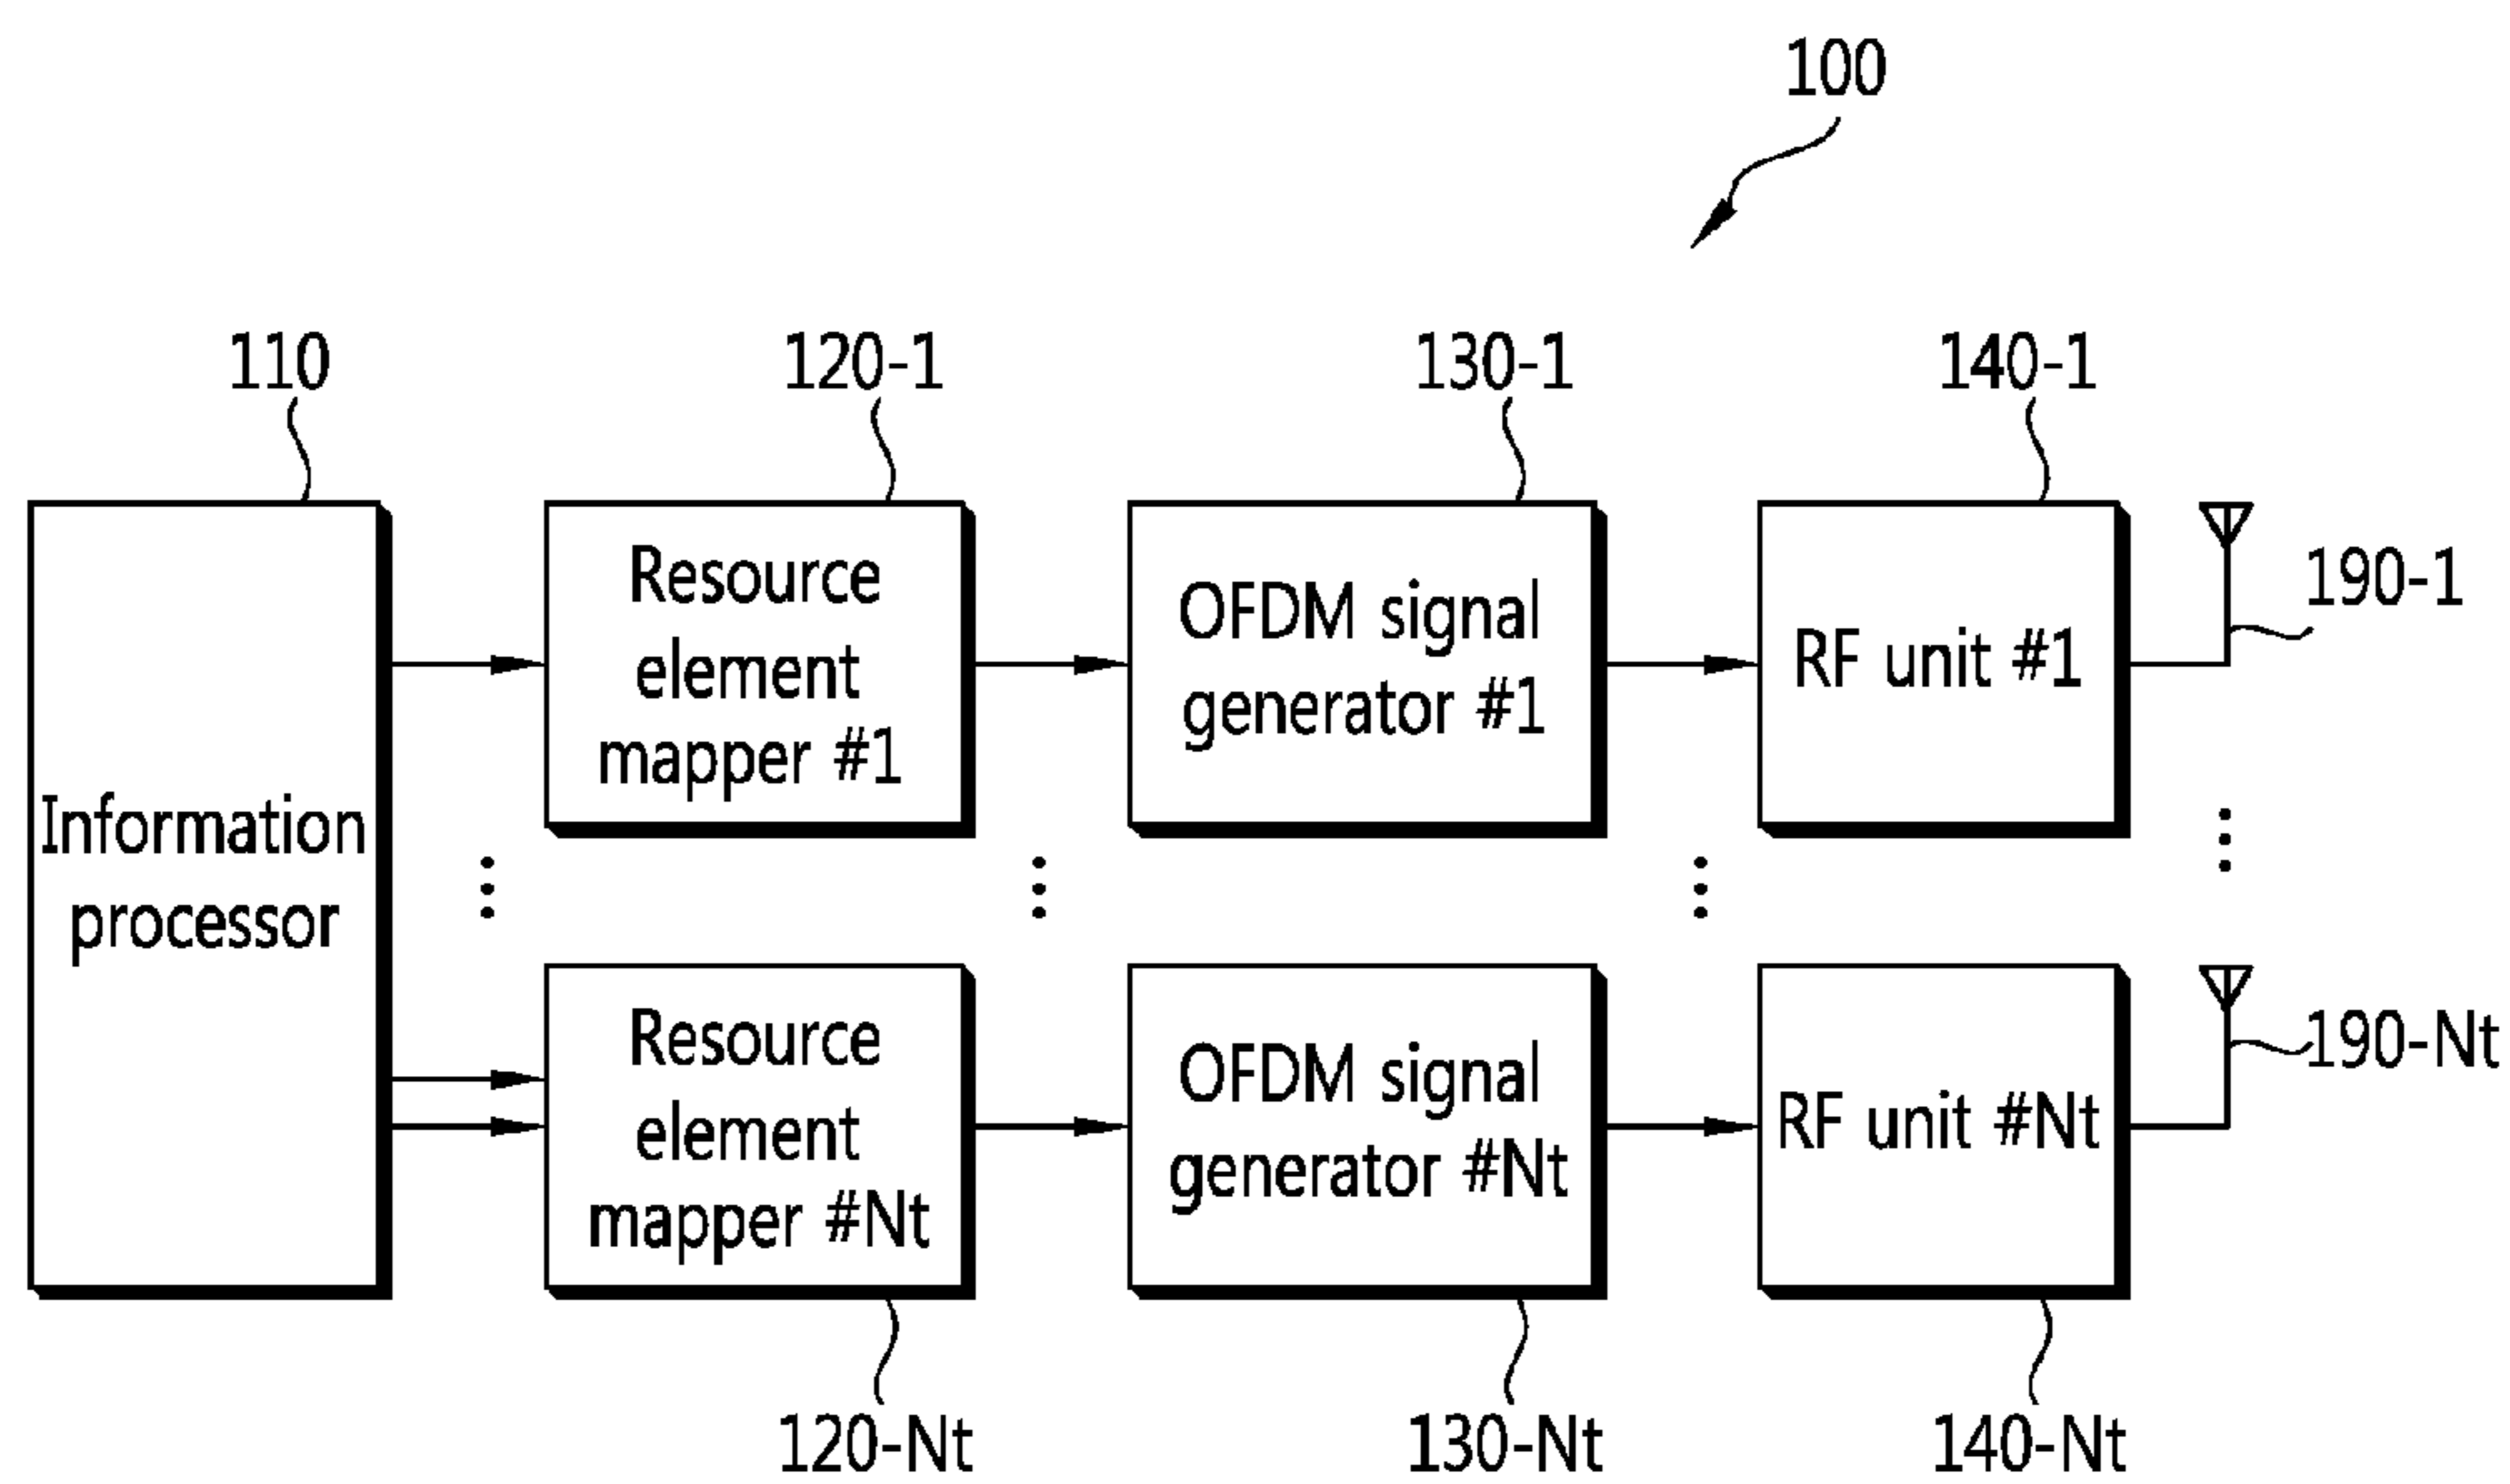 100
110
120-1
130-1
140-1
Resource
element
mapper #1
OFDM signal
generator #1
RF unit #1
190-1
Information
processor
Resource
element
mapper #Nt
OFDM signal
generator #Nt
RF unit #Nt
190-Nt
120-Nt
130-Nt
140-Nt